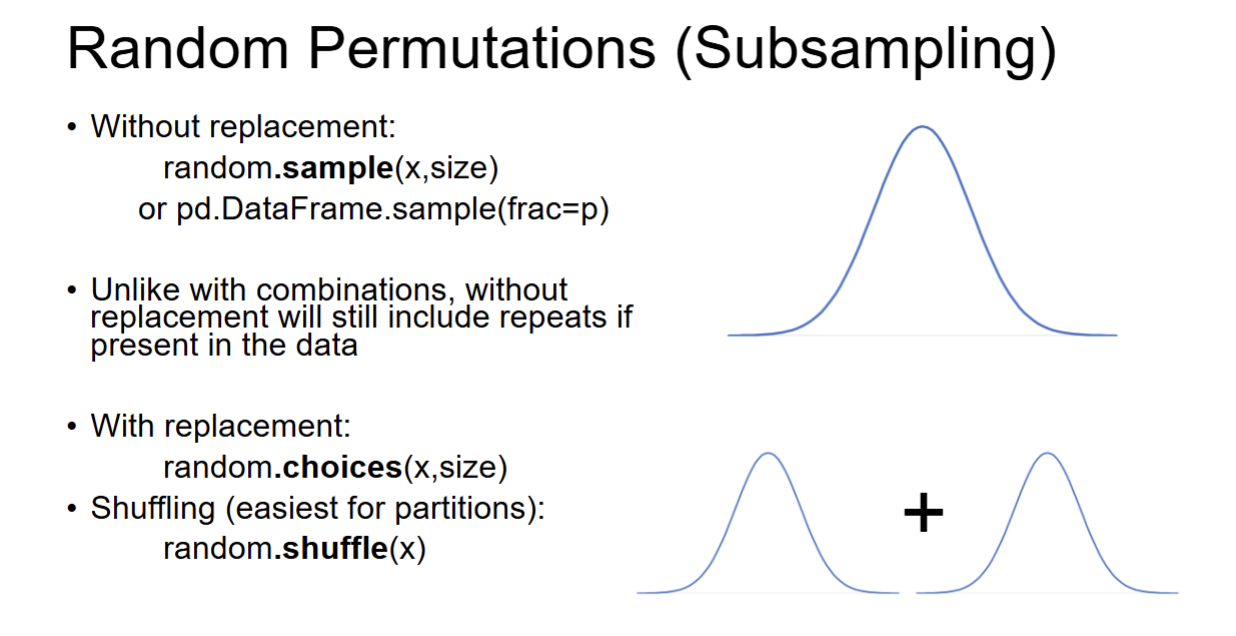 Random Permutations (Subsampling)
• Without replacement:
random.sample(x,size)
or pd.DataFrame.sample(frac=p)
• Unlike with combinations, without
replacement will still include repeats if
present in the data
• With replacement:
random.choices(x,size)
• Shuffling (easiest for partitions):
random.shuffle(x)
+